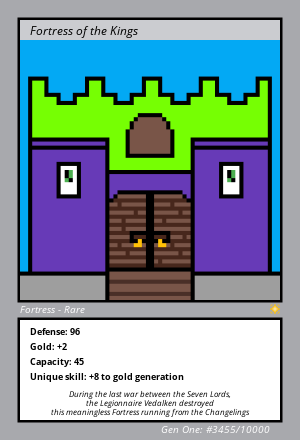 Fortress of the Kings
Fortress - Rare
Defense: 96
Gold: +2
Capacity: 45
Unique skill: +8 to gold generation
During the last war between the Seven Lords,
the Legionnaire Vedalken destroyed
this meaningless Fortress running from the Changelings
Gen One: #3455/10000